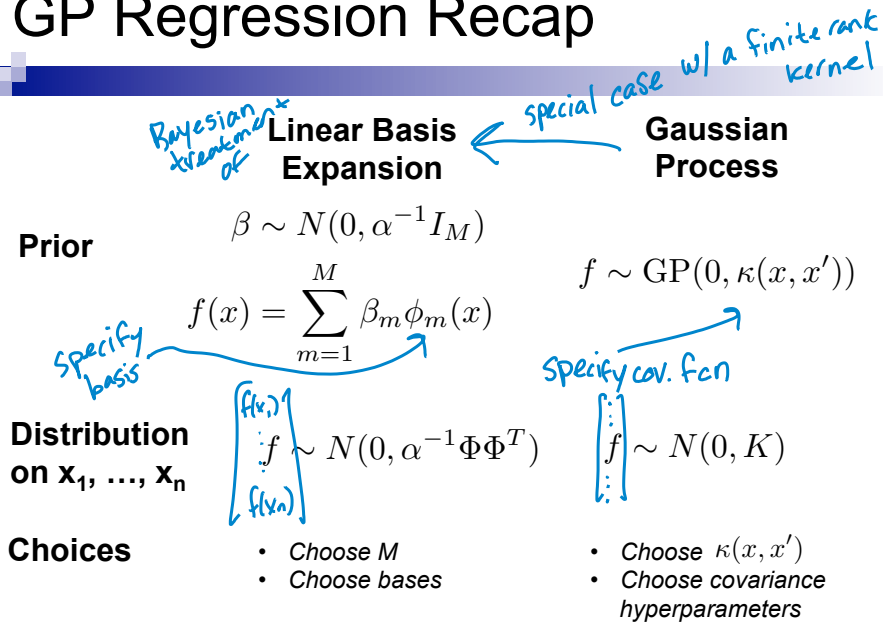 GP Regression Recap
special case w/ a finite rank
kernel
Bayesian
treatment
of
Linear Basis
Expansion
Gaussian
Process
Prior
β ∼ N(0, α⁻¹I_M)
f(x) = ∑_{m=1}^{M} β_m ϕ_m(x)
f ∼ GP(0, κ(x, x′))
specify
basis
Specify cov. fcn
Distribution
on x₁, …, xₙ
f(x₁)
⋮
f ∼ N(0, α⁻¹ΦΦᵀ)
⋮
f(xₙ)
⋮
f ∼ N(0, K)
⋮
Choices
• Choose M
• Choose bases
• Choose κ(x, x′)
• Choose covariance
hyperparameters